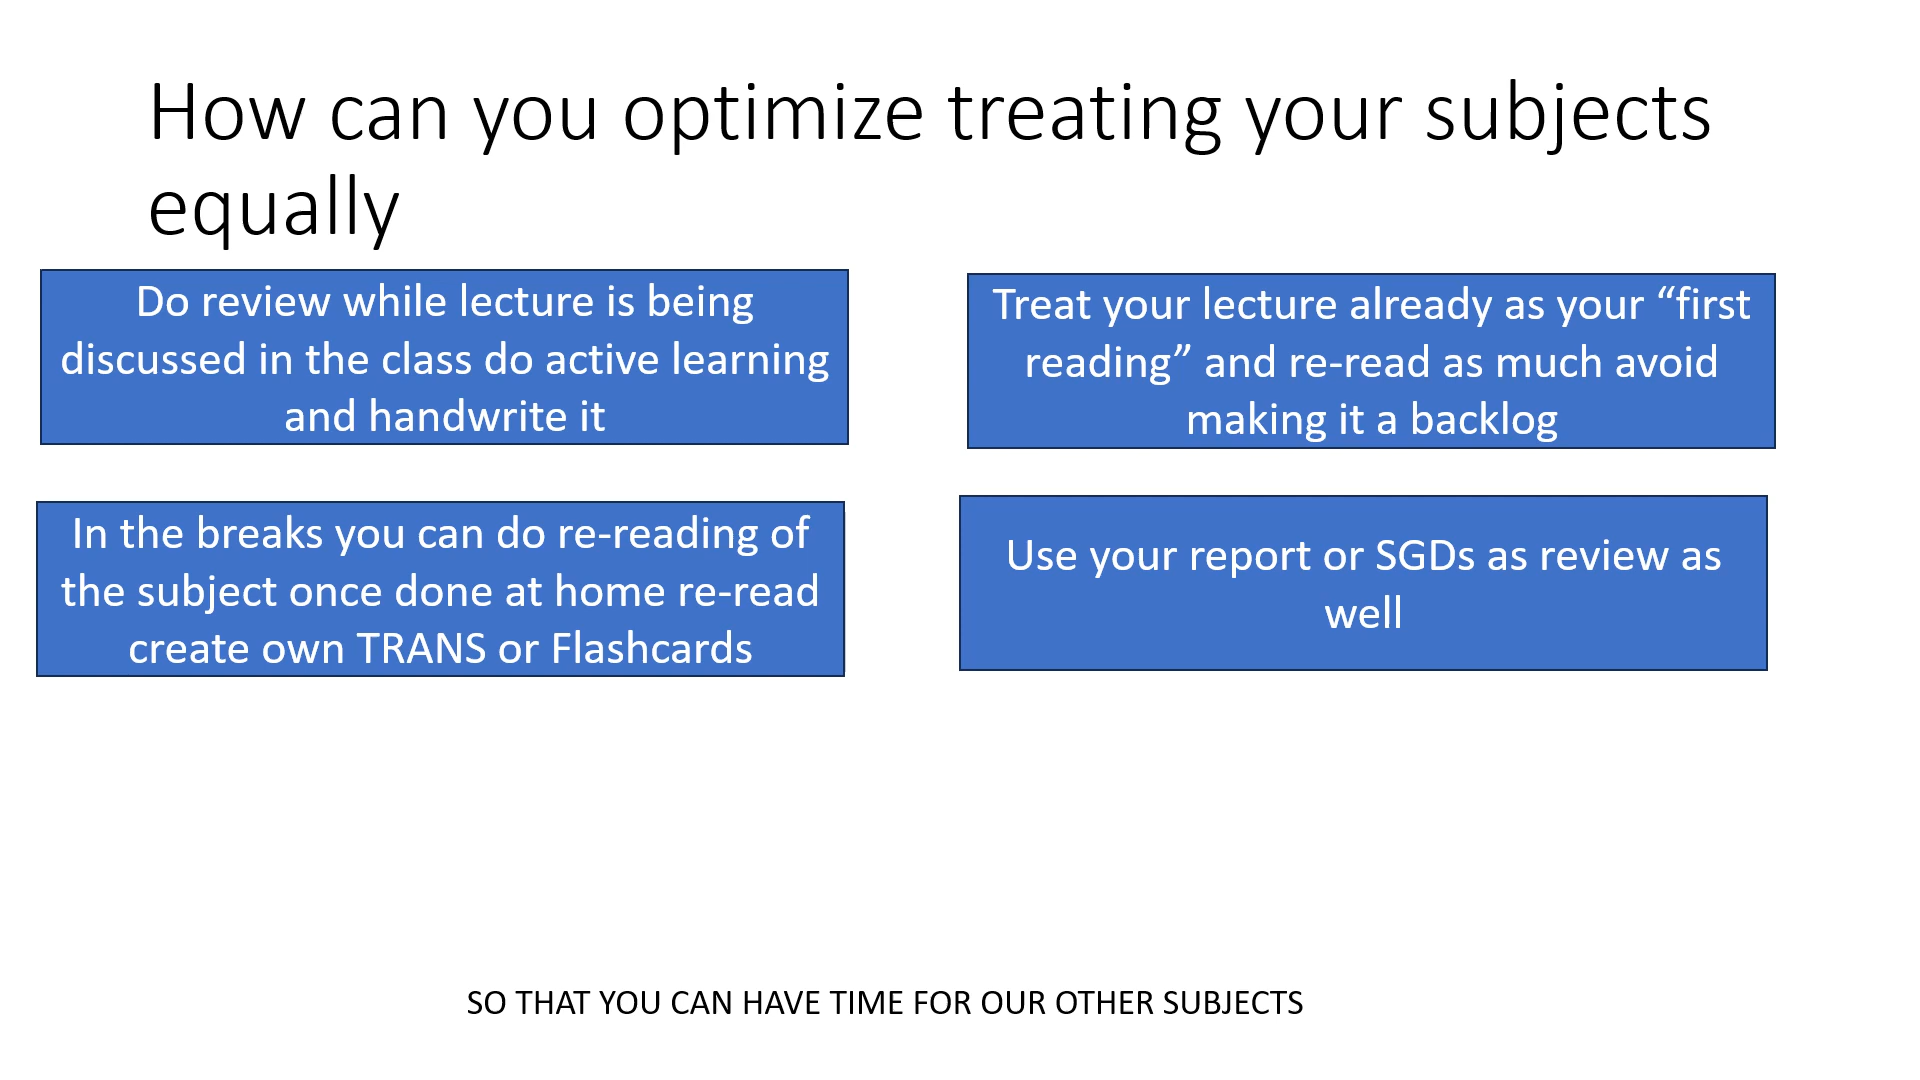 How can you optimize treating your subjects
equally
Do review while lecture is being
discussed in the class do active learning
and handwrite it
Treat your lecture already as your “first
reading” and re-read as much avoid
making it a backlog
In the breaks you can do re-reading of
the subject once done at home re-read
create own TRANS or Flashcards
Use your report or SGDs as review as
well
SO THAT YOU CAN HAVE TIME FOR OUR OTHER SUBJECTS